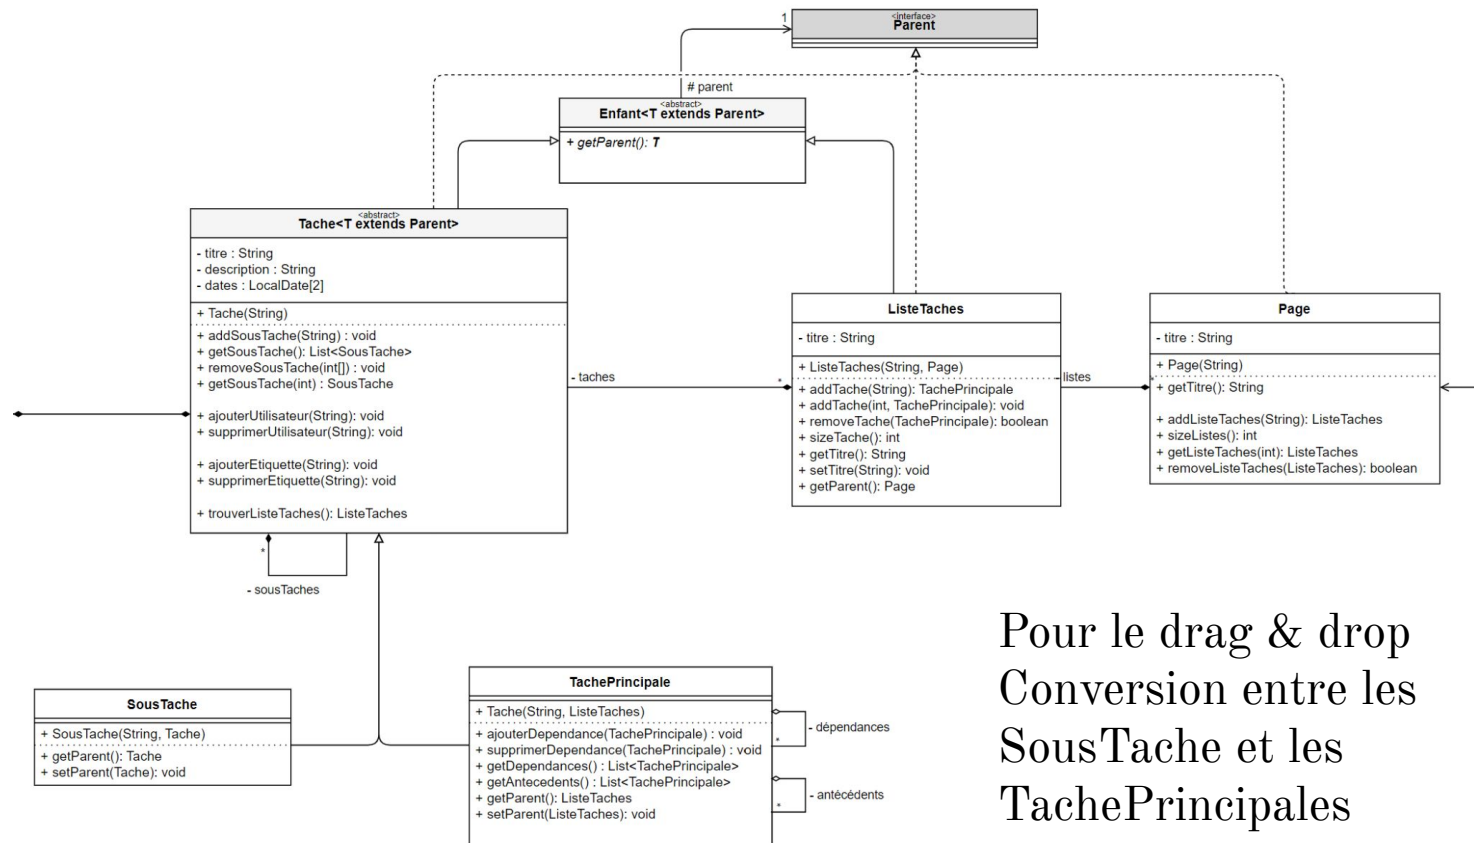 <interface>
Parent
1
# parent
<abstract>
Enfant<T extends Parent>
+ getParent(): T
<abstract>
Tache<T extends Parent>
- titre : String
- description : String
- dates : LocalDate[2]
+ Tache(String)
+ addSousTache(String) : void
+ getSousTache(): List<SousTache>
+ removeSousTache(int[]) : void
+ getSousTache(int) : SousTache
+ ajouterUtilisateur(String): void
+ supprimerUtilisateur(String): void
+ ajouterEtiquette(String): void
+ supprimerEtiquette(String): void
+ trouverListeTaches(): ListeTaches
- taches
*
ListeTaches
- titre : String
+ ListeTaches(String, Page)
+ addTache(String): TachePrincipale
+ addTache(int, TachePrincipale): void
+ removeTache(TachePrincipale): boolean
+ sizeTache(): int
+ getTitre(): String
+ setTitre(String): void
+ getParent(): Page
- listes
*
Page
- titre : String
+ Page(String)
+ getTitre(): String
+ addListeTaches(String): ListeTaches
+ sizeListes(): int
+ getListeTaches(int): ListeTaches
+ removeListeTaches(ListeTaches): boolean
*
- sousTaches
SousTache
+ SousTache(String, Tache)
+ getParent(): Tache
+ setParent(Tache): void
TachePrincipale
+ Tache(String, ListeTaches)
+ ajouterDependance(TachePrincipale) : void
+ supprimerDependance(TachePrincipale) : void
+ getDependances() : List<TachePrincipale>
+ getAntecedents() : List<TachePrincipale>
+ getParent(): ListeTaches
+ setParent(ListeTaches): void
- dépendances
*
- antécédents
*
Pour le drag & drop
Conversion entre les
SousTache et les
TachePrincipales